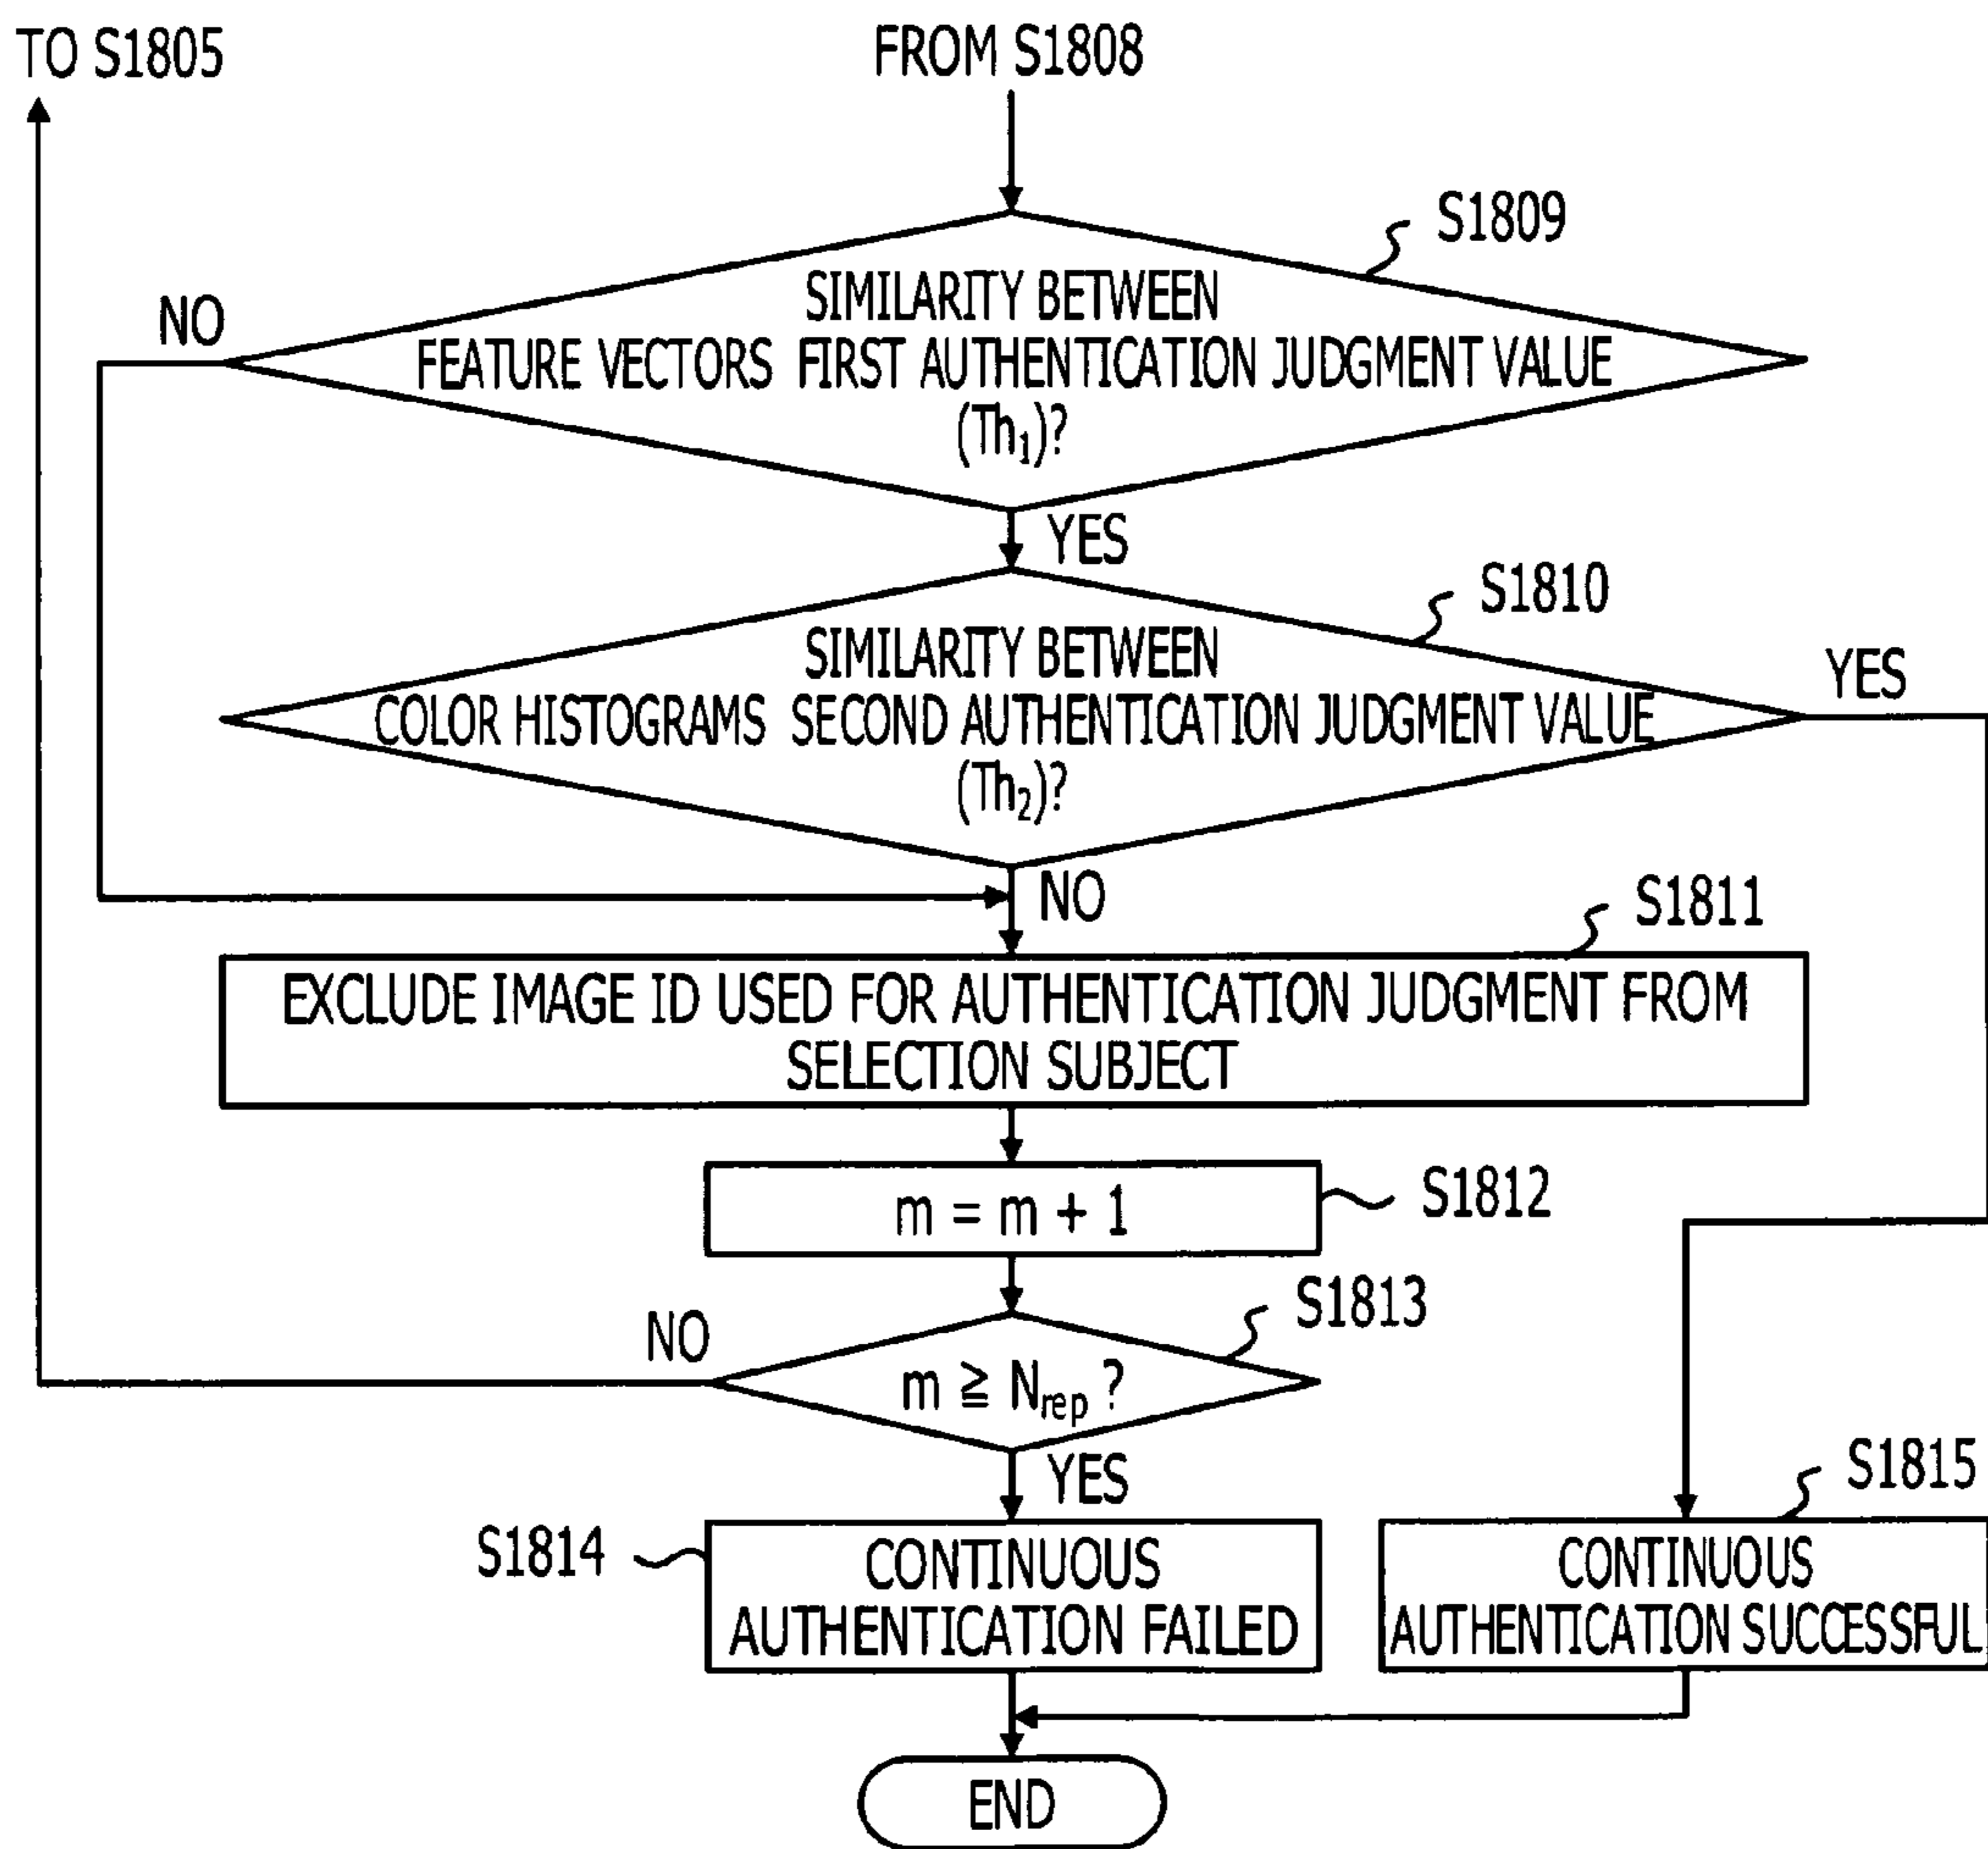 TO S1805
FROM S1808
S1809
SIMILARITY BETWEEN
FEATURE VECTORS FIRST AUTHENTICATION JUDGMENT VALUE
(Th₁)?
NO
YES
S1810
SIMILARITY BETWEEN
COLOR HISTOGRAMS SECOND AUTHENTICATION JUDGMENT VALUE
(Th₂)?
YES
NO
S1811
EXCLUDE IMAGE ID USED FOR AUTHENTICATION JUDGMENT FROM
SELECTION SUBJECT
m = m + 1
S1812
S1813
NO
m ≧ Nrep ?
YES
S1814
CONTINUOUS
AUTHENTICATION FAILED
S1815
CONTINUOUS
AUTHENTICATION SUCCESSFUL
END